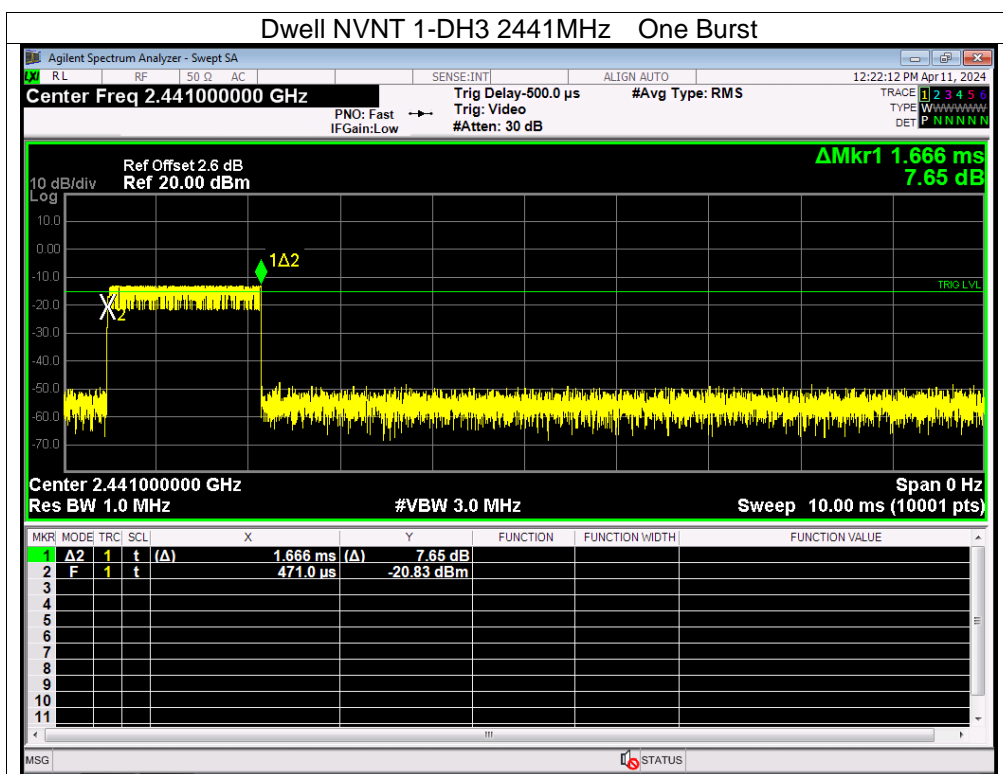 Dwell NVNT 1-DH3 2441MHz One Burst
Agilent Spectrum Analyzer - Swept SA
LXI RL RF 50 Ω AC SENSE:INT ALIGN AUTO 12:22:12 PM Apr 11, 2024
Center Freq 2.441000000 GHz Trig Delay-500.0 µs #Avg Type: RMS TRACE 1 2 3 4 5 6
PNO: Fast Trig: Video TYPE WWWWWW
IFGain:Low #Atten: 30 dB DET P N N N N N
ΔMkr1 1.666 ms
7.65 dB
Ref Offset 2.6 dB
10 dB/div Ref 20.00 dBm
Log
10.0
0.00
1Δ2
-10.0
TRIG LVL
-20.0
X2
-30.0
-40.0
-50.0
-60.0
-70.0
Center 2.441000000 GHz Span 0 Hz
Res BW 1.0 MHz #VBW 3.0 MHz Sweep 10.00 ms (10001 pts)
MKR MODE TRC SCL X Y FUNCTION FUNCTION WIDTH FUNCTION VALUE
1 Δ2 1 t (Δ) 1.666 ms (Δ) 7.65 dB
2 F 1 t 471.0 µs -20.83 dBm
3
4
5
6
7
8
9
10
11
MSG STATUS